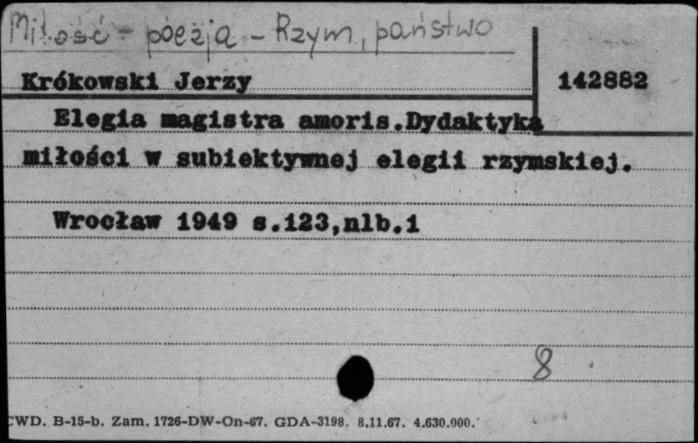 Miłość - poezja - Rzym, państwo
Krókowski Jerzy
142882
Elegia magistra amoris.Dydaktyka
miłości w subiektywnej elegii rzymskiej.
Wrocław 1949 s.123,nlb.1
8
CWD. B-15-b. Zam. 1726-DW-On-67. GDA-3198. 8.11.67. 4.630.000.